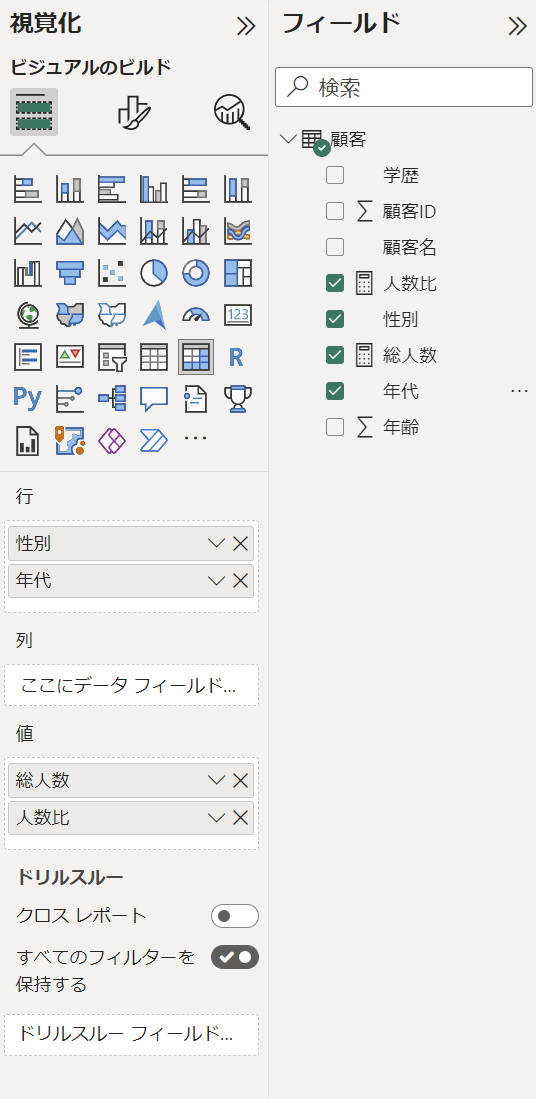 視覚化
ビジュアルのビルド
123
R
Py
行
性別
年代
列
ここにデータ フィールド...
値
総人数
人数比
ドリルスルー
クロス レポート
すべてのフィルターを
保持する
ドリルスルー フィールド...
フィールド
検索
顧客
学歴
∑ 顧客ID
顧客名
人数比
性別
総人数
年代
∑ 年齢